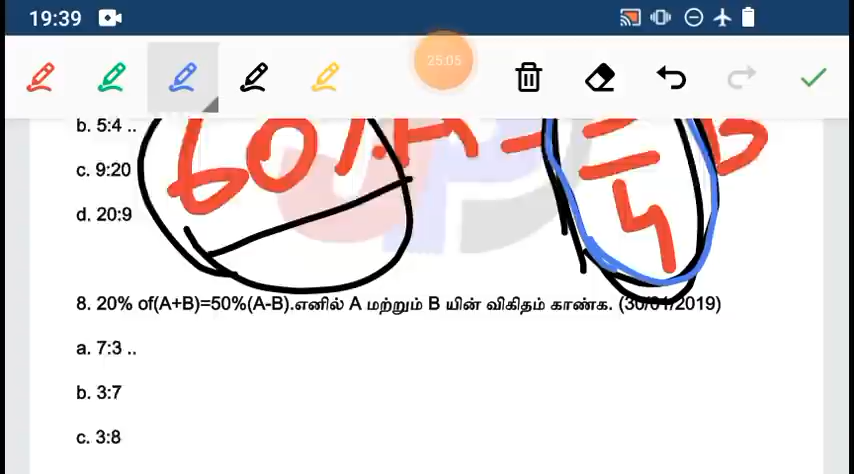 19:39
25:05
b. 5:4 ..
c. 9:20
d. 20:9
60%A = 3/4 B
8. 20% of(A+B)=50%(A-B).எனில் A மற்றும் B யின் விகிதம் காண்க. (30/01/2019)
a. 7:3 ..
b. 3:7
c. 3:8